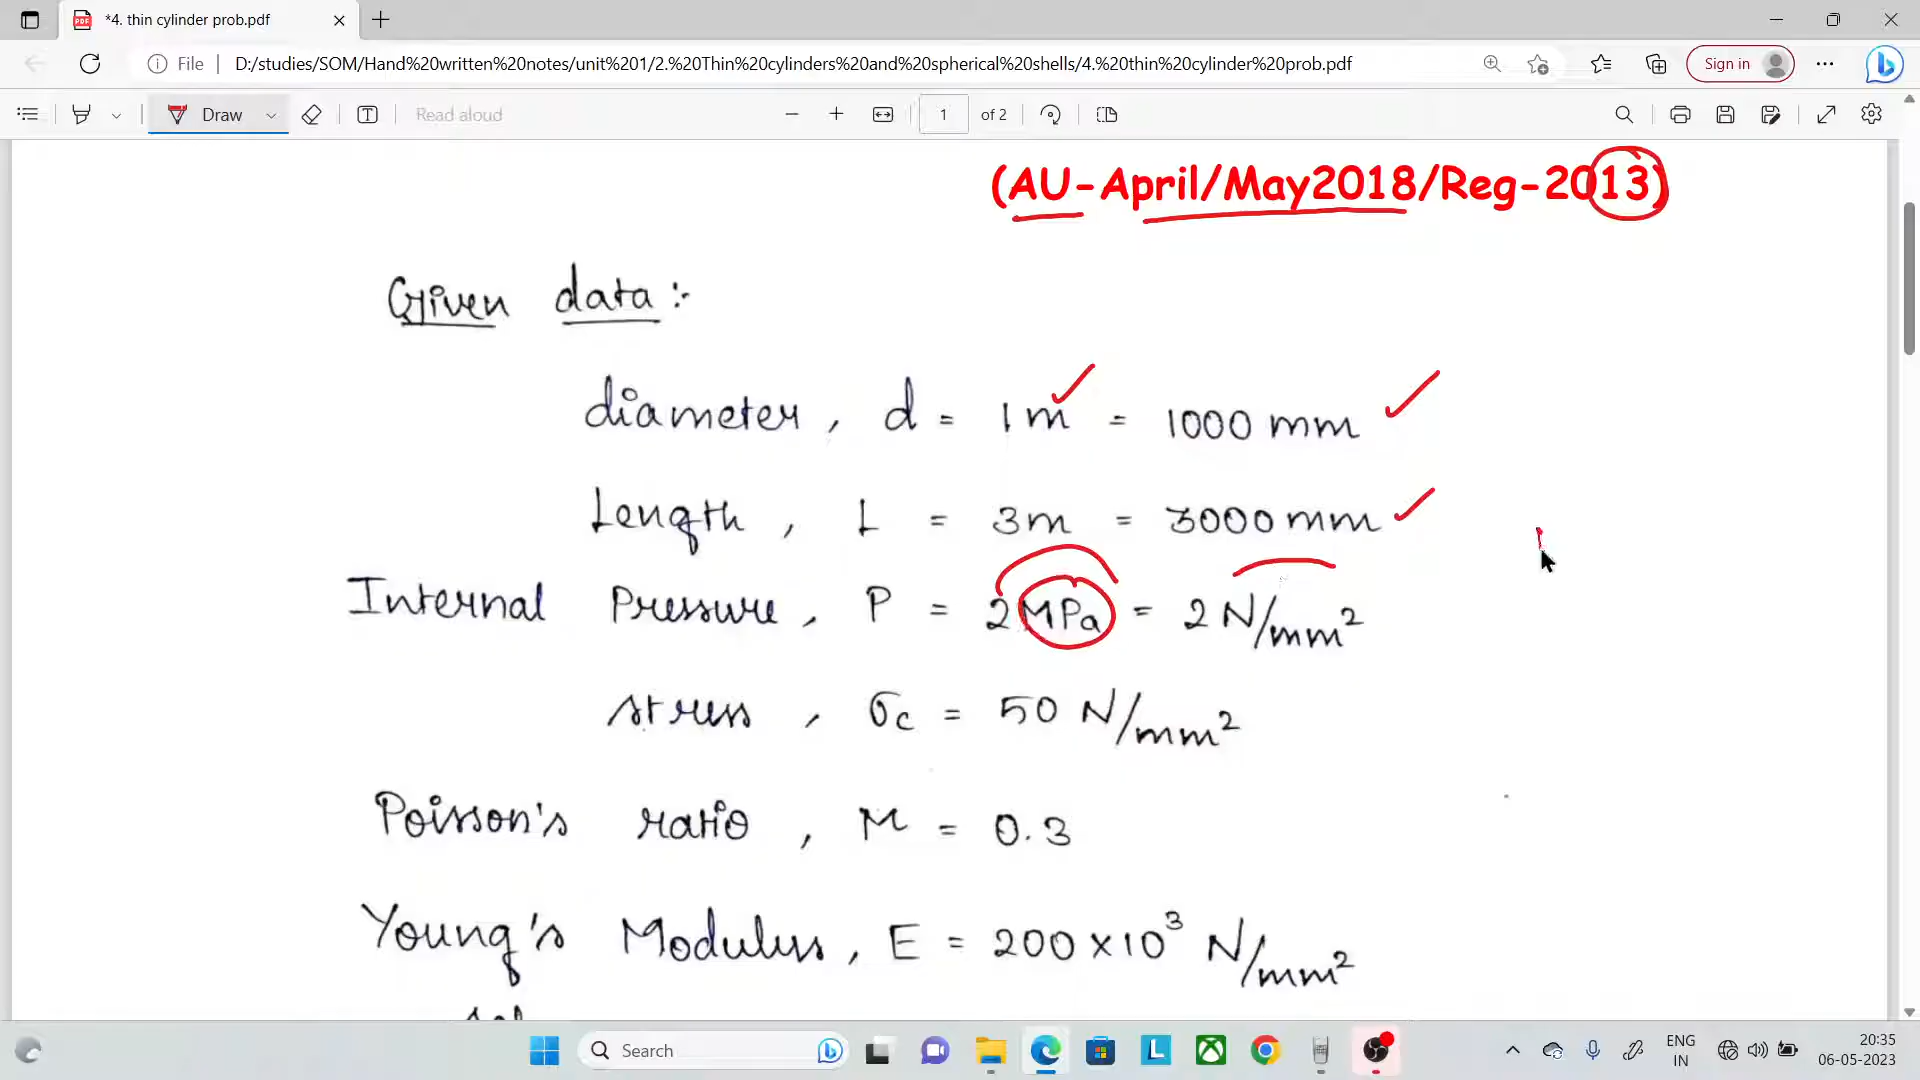 *4. thin cylinder prob.pdf
File
D:/studies/SOM/Hand%20written%20notes/unit%201/2.%20Thin%20cylinders%20and%20spherical%20shells/4.%20thin%20cylinder%20prob.pdf
Sign in
Draw
Read aloud
1 of 2
(AU-April/May2018/Reg-2013)
Given data :-
diameter, d = 1m = 1000 mm
Length, L = 3m = 3000 mm
Internal Pressure, P = 2MPa = 2 N/mm²
stress, σc = 50 N/mm²
Poisson's ratio, M = 0.3
Young's Modulus, E = 200 × 10³ N/mm²
Search
ENG
IN
20:35
06-05-2023